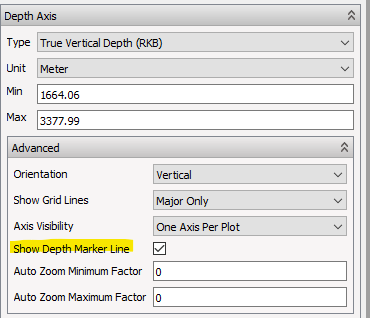 Depth Axis
Type True Vertical Depth (RKB)
Unit Meter
Min 1664.06
Max 3377.99
Advanced
Orientation Vertical
Show Grid Lines Major Only
Axis Visibility One Axis Per Plot
Show Depth Marker Line
Auto Zoom Minimum Factor 0
Auto Zoom Maximum Factor 0